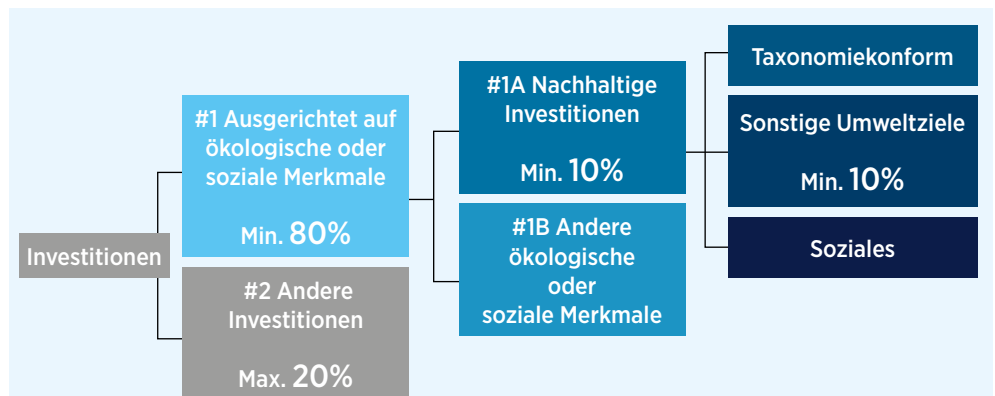 Investitionen
#1 Ausgerichtet auf
ökologische oder
soziale Merkmale
Min. 80%
#2 Andere
Investitionen
Max. 20%
#1A Nachhaltige
Investitionen
Min. 10%
#1B Andere
ökologische
oder
soziale Merkmale
Taxonomiekonform
Sonstige Umweltziele
Min. 10%
Soziales